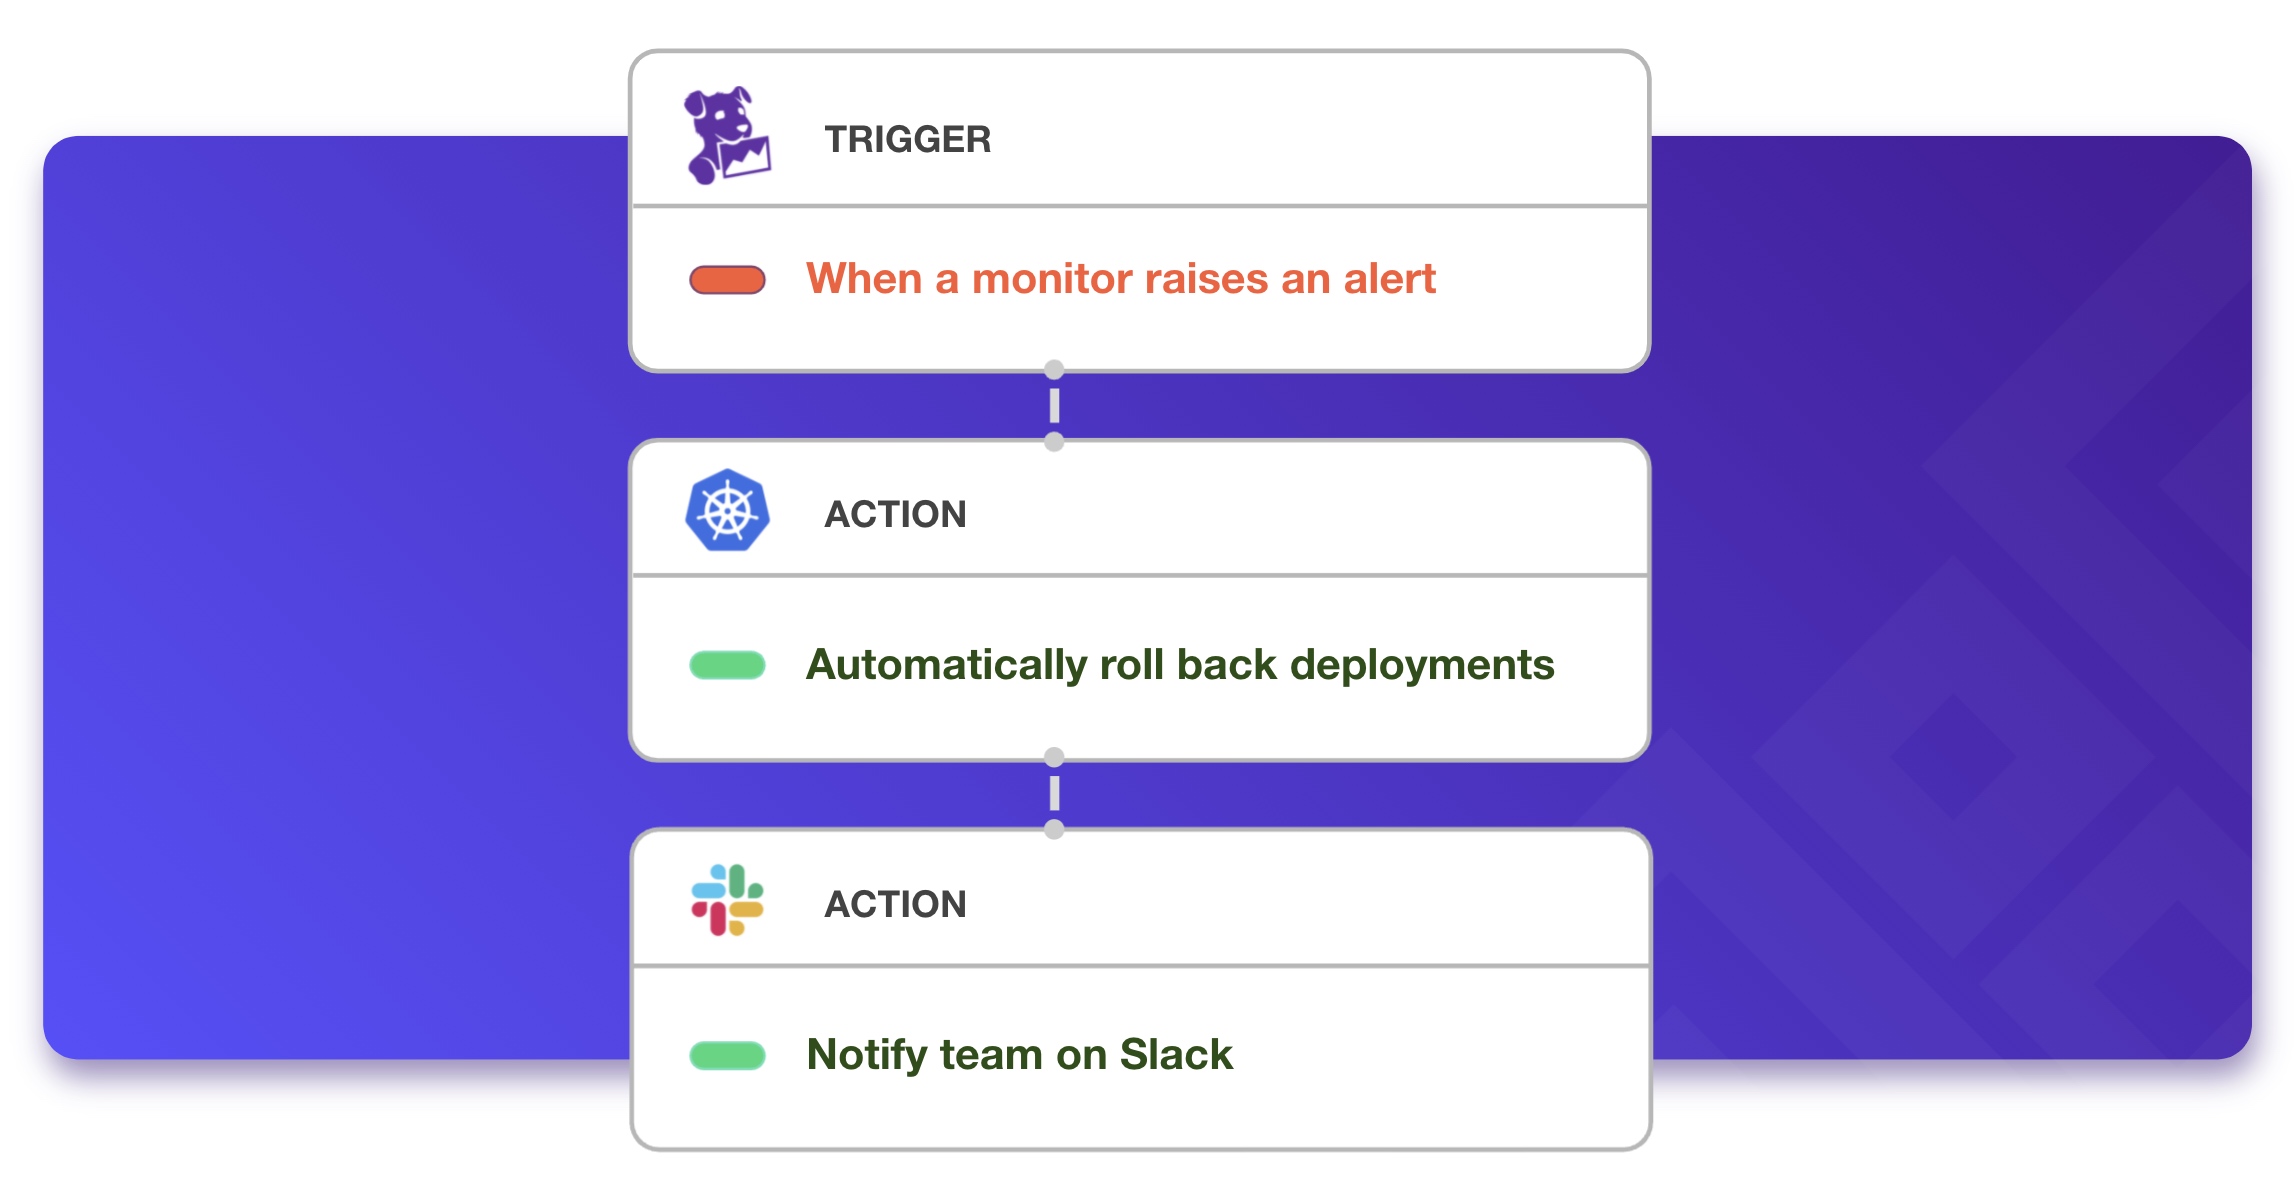 TRIGGER
When a monitor raises an alert
ACTION
Automatically roll back deployments
ACTION
Notify team on Slack